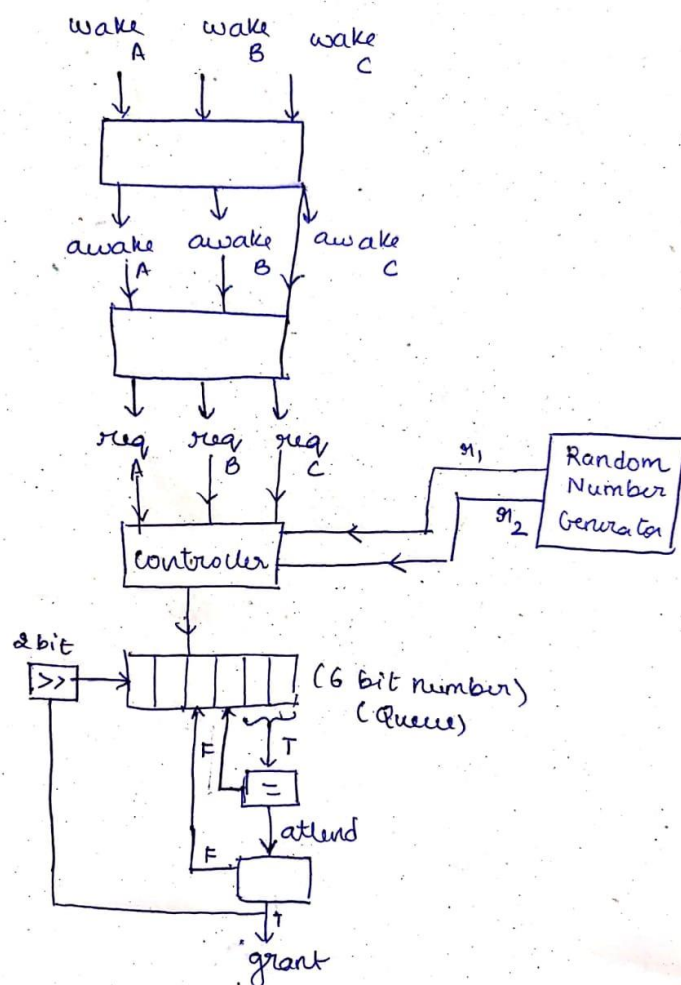 wake wake wake
A B C
awake awake awake
A B C
req req req
A B C
r1
Random
Number
Generator
r2
controller
2 bit
>>
(6 bit number)
(Queue)
F
T
=
attend
F
T
grant